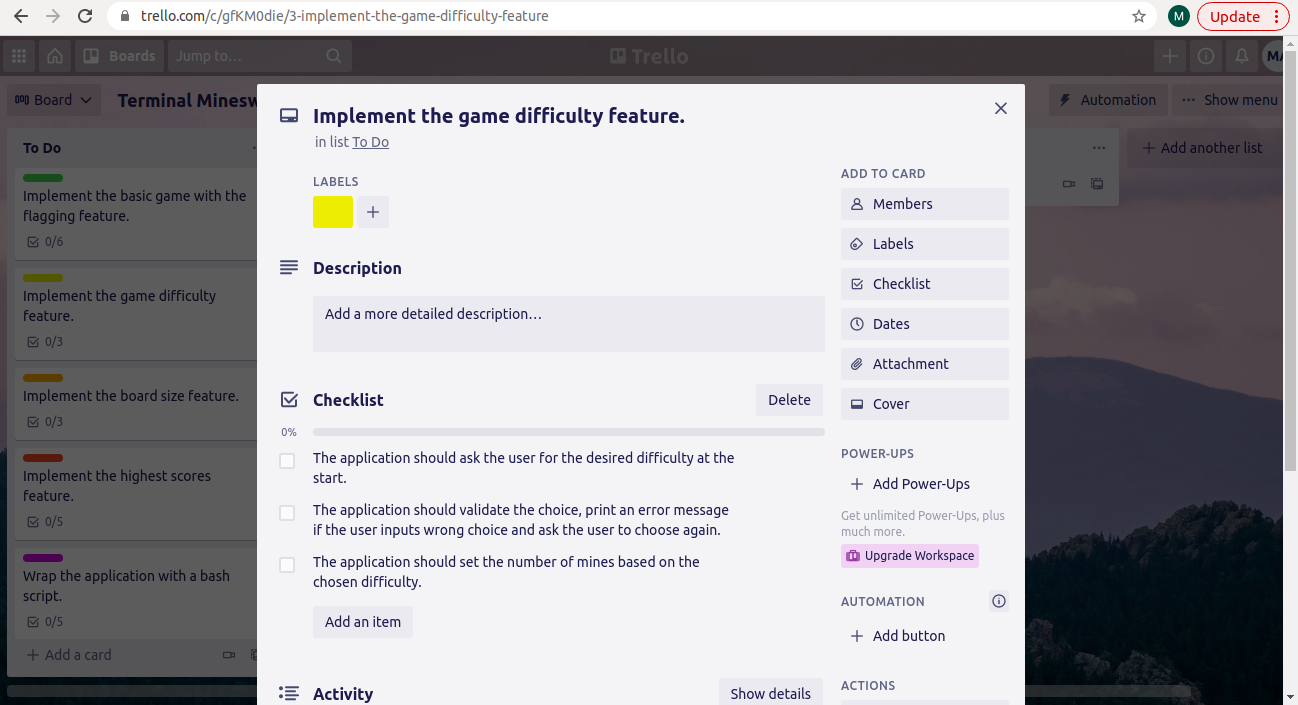 trello.com/c/gfKM0die/3-implement-the-game-difficulty-feature
M
Update
Boards
Jump to...
Trello
MA
Board
Terminal Minesw
Automation
Show menu
To Do
Implement the basic game with the
flagging feature.
0/6
Implement the game difficulty
feature.
0/3
Implement the board size feature.
0/3
Implement the highest scores
feature.
0/5
Wrap the application with a bash
script.
0/5
+ Add a card
+ Add another list
Implement the game difficulty feature.
in list To Do
LABELS
+
Description
Add a more detailed description…
Checklist
Delete
0%
The application should ask the user for the desired difficulty at the
start.
The application should validate the choice, print an error message
if the user inputs wrong choice and ask the user to choose again.
The application should set the number of mines based on the
chosen difficulty.
Add an item
Activity
Show details
ADD TO CARD
Members
Labels
Checklist
Dates
Attachment
Cover
POWER-UPS
+ Add Power-Ups
Get unlimited Power-Ups, plus
much more.
Upgrade Workspace
AUTOMATION
+ Add button
ACTIONS